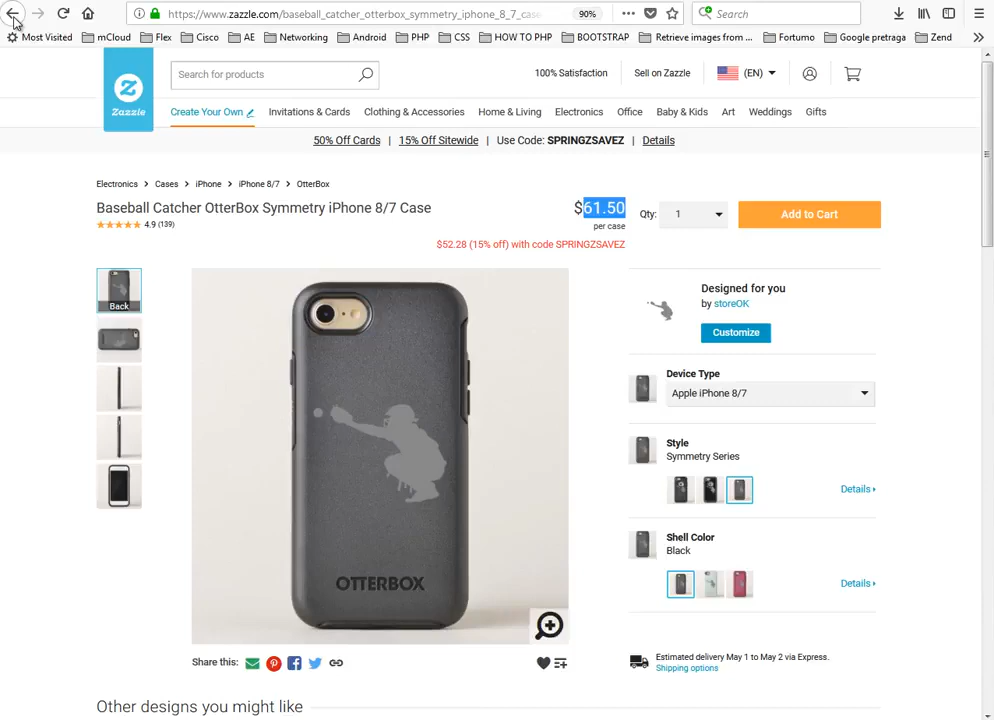 https://www.zazzle.com/baseball_catcher_otterbox_symmetry_iphone_8_7_case-
90%
Search
Most Visited mCloud Flex Cisco AE Networking Android PHP CSS HOW TO PHP BOOTSTRAP Retrieve images from ... Fortumo Google pretraga Zend
Zazzle
Search for products
100% Satisfaction
Sell on Zazzle
(EN)
Create Your Own
Invitations & Cards
Clothing & Accessories
Home & Living
Electronics
Office
Baby & Kids
Art
Weddings
Gifts
50% Off Cards | 15% Off Sitewide | Use Code: SPRINGZSAVEZ | Details
Electronics > Cases > iPhone > iPhone 8/7 > OtterBox
Baseball Catcher OtterBox Symmetry iPhone 8/7 Case
4.9 (139)
$61.50
per case
$52.28 (15% off) with code SPRINGZSAVEZ
Qty:
1
Add to Cart
Back
OTTERBOX
Designed for you
by storeOK
Customize
Device Type
Apple iPhone 8/7
Style
Symmetry Series
Details
Shell Color
Black
Details
Share this:
Estimated delivery May 1 to May 2 via Express.
Shipping options
Other designs you might like